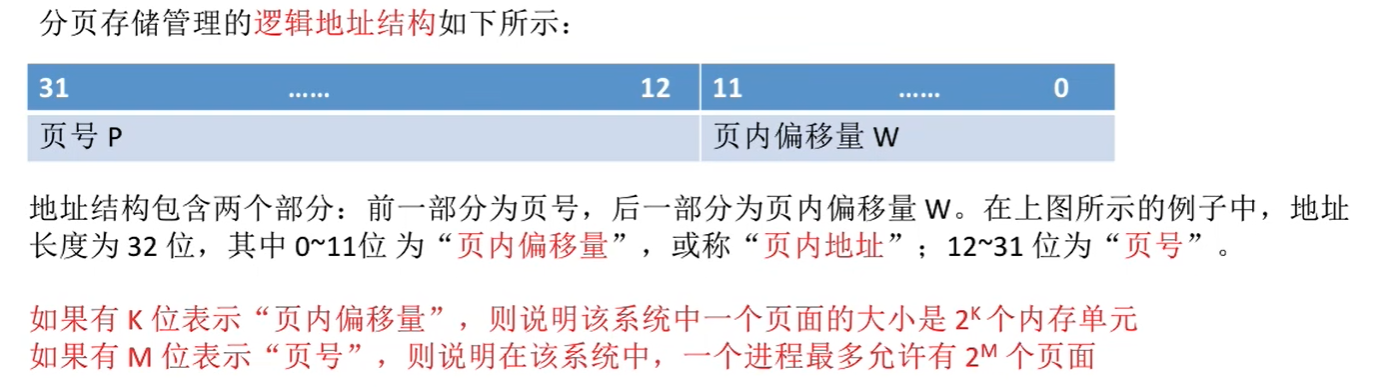 分页存储管理的逻辑地址结构如下所示：
31 …… 12 11 …… 0
页号 P 页内偏移量 W
地址结构包含两个部分：前一部分为页号，后一部分为页内偏移量 W。在上图所示的例子中，地址
长度为 32 位，其中 0~11位 为“页内偏移量”，或称“页内地址”；12~31 位为“页号”。
如果有 K 位表示“页内偏移量”，则说明该系统中一个页面的大小是 2ᴷ 个内存单元
如果有 M 位表示“页号”，则说明在该系统中，一个进程最多允许有 2ᴹ 个页面